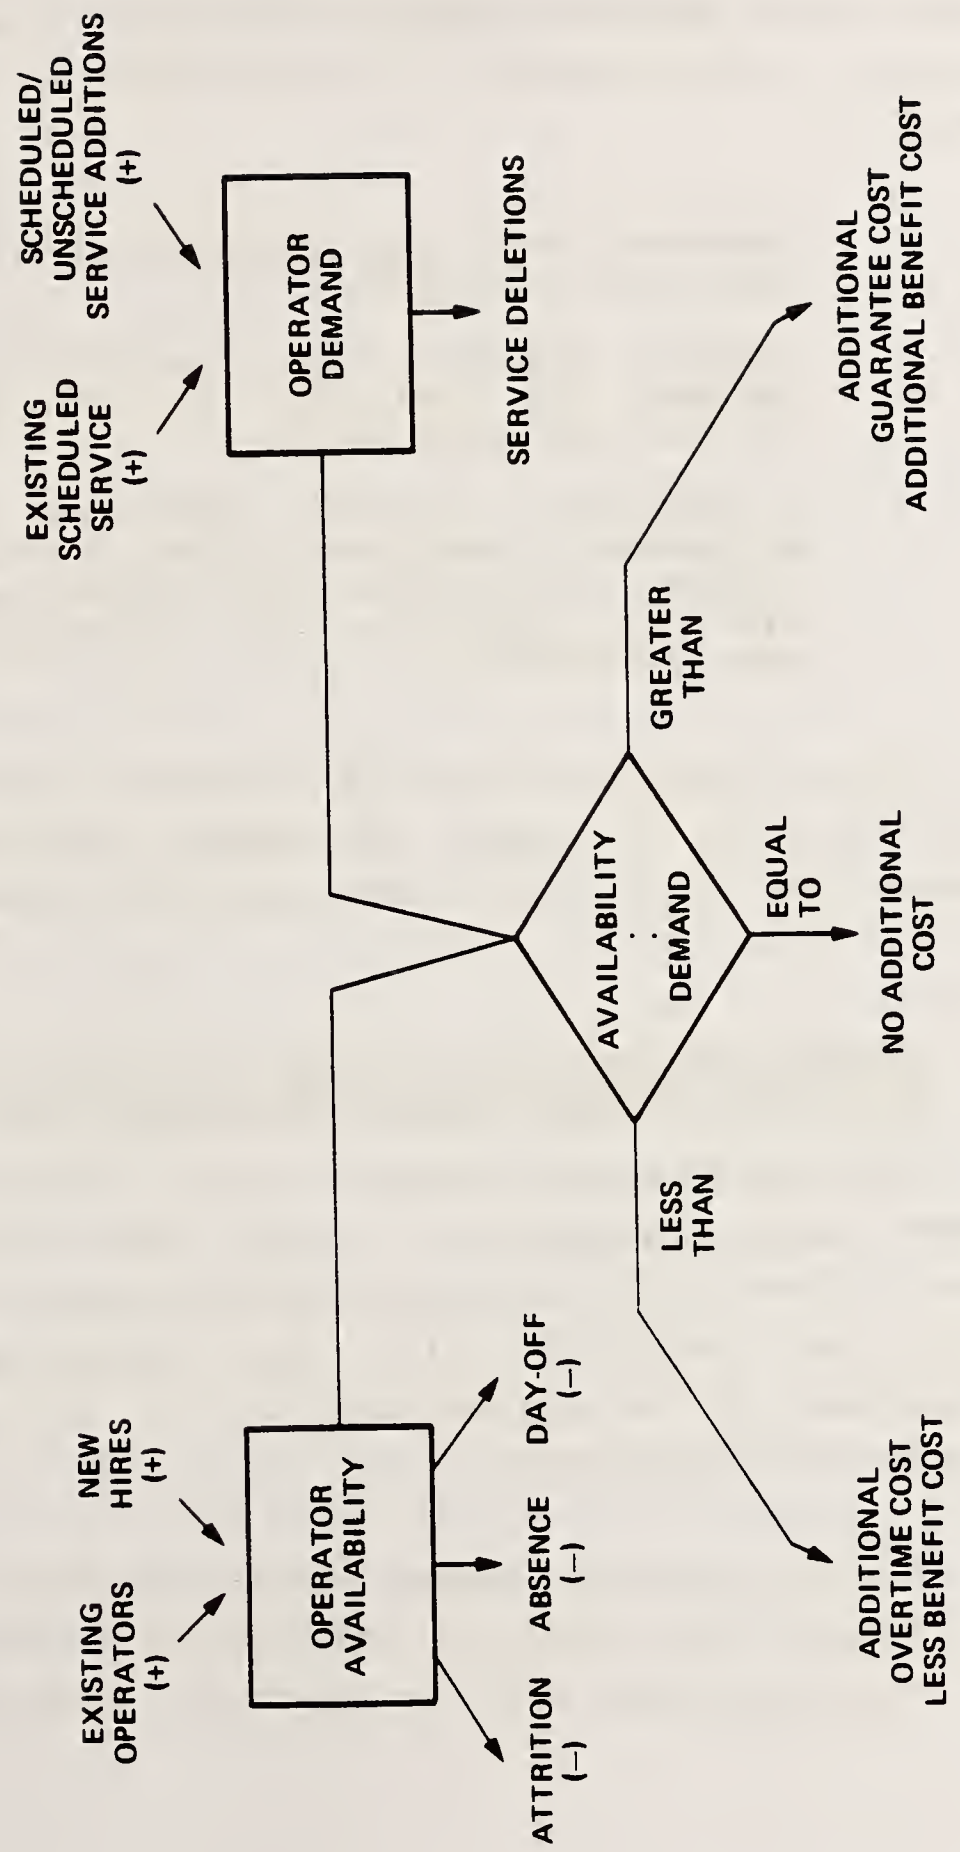 EXISTING
OPERATORS
(+)
NEW
HIRES
(+)
OPERATOR
AVAILABILITY
ATTRITION
(—)
ABSENCE
(—)
DAY-OFF
(—)
EXISTING
SCHEDULED
SERVICE
(+)
SCHEDULED/
UNSCHEDULED
SERVICE ADDITIONS
(+)
OPERATOR
DEMAND
SERVICE DELETIONS
AVAILABILITY
:
DEMAND
LESS
THAN
EQUAL
TO
GREATER
THAN
ADDITIONAL
OVERTIME COST
LESS BENEFIT COST
NO ADDITIONAL
COST
ADDITIONAL
GUARANTEE COST
ADDITIONAL BENEFIT COST